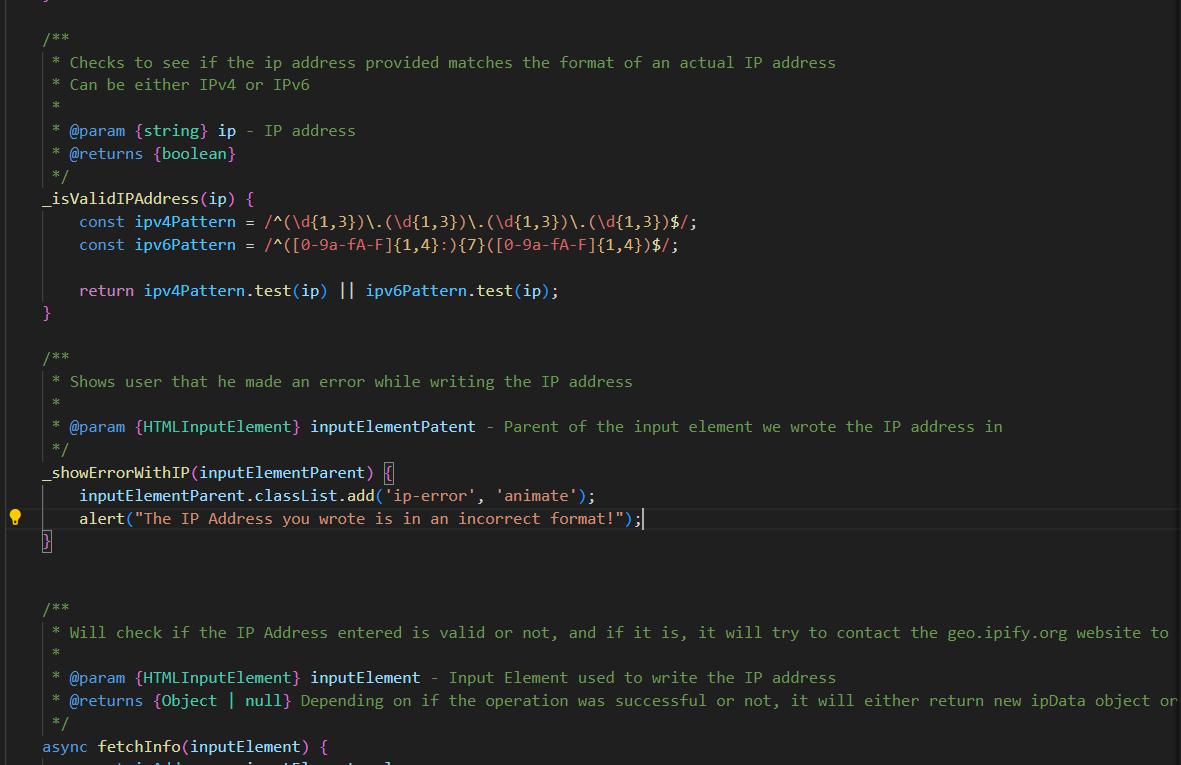 /**
 * Checks to see if the ip address provided matches the format of an actual IP address
 * Can be either IPv4 or IPv6
 *
 * @param {string} ip - IP address
 * @returns {boolean}
 */
_isValidIPAddress(ip) {
    const ipv4Pattern = /^(\d{1,3})\.(\d{1,3})\.(\d{1,3})\.(\d{1,3})$/;
    const ipv6Pattern = /^([0-9a-fA-F]{1,4}:){7}([0-9a-fA-F]{1,4})$/;

    return ipv4Pattern.test(ip) || ipv6Pattern.test(ip);
}

/**
 * Shows user that he made an error while writing the IP address
 *
 * @param {HTMLInputElement} inputElementPatent - Parent of the input element we wrote the IP address in
 */
_showErrorWithIP(inputElementParent) {
    inputElementParent.classList.add('ip-error', 'animate');
    alert("The IP Address you wrote is in an incorrect format!");
}

/**
 * Will check if the IP Address entered is valid or not, and if it is, it will try to contact the geo.ipify.org website to
 *
 * @param {HTMLInputElement} inputElement - Input Element used to write the IP address
 * @returns {Object | null} Depending on if the operation was successful or not, it will either return new ipData object or
 */
async fetchInfo(inputElement) {